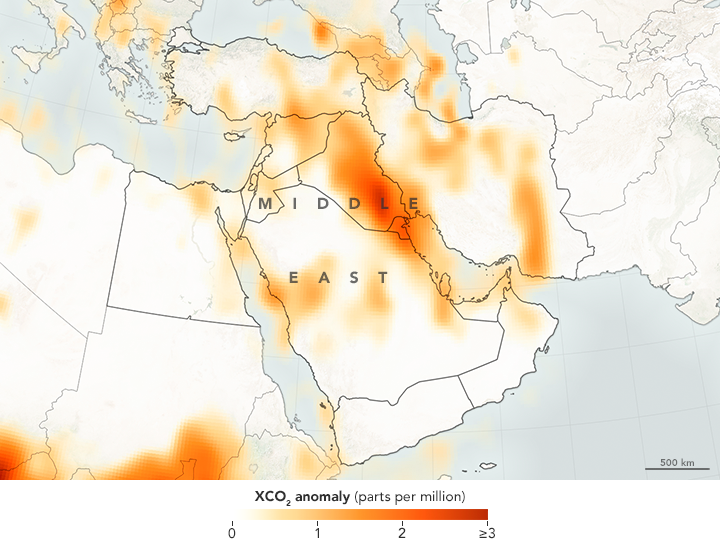 MIDDLE
EAST
500 km
XCO₂ anomaly (parts per million)
0 1 2 ≥3